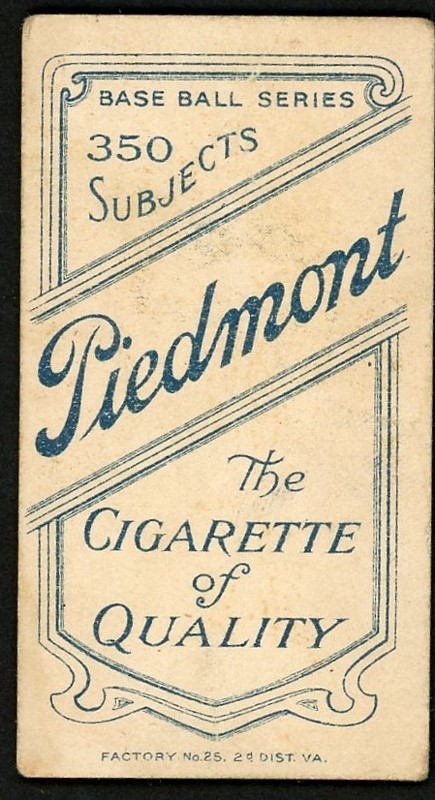 BASE BALL SERIES
350
SUBJECTS
Piedmont
The
CIGARETTE
of
QUALITY
FACTORY No. 25, 2d DIST. VA.